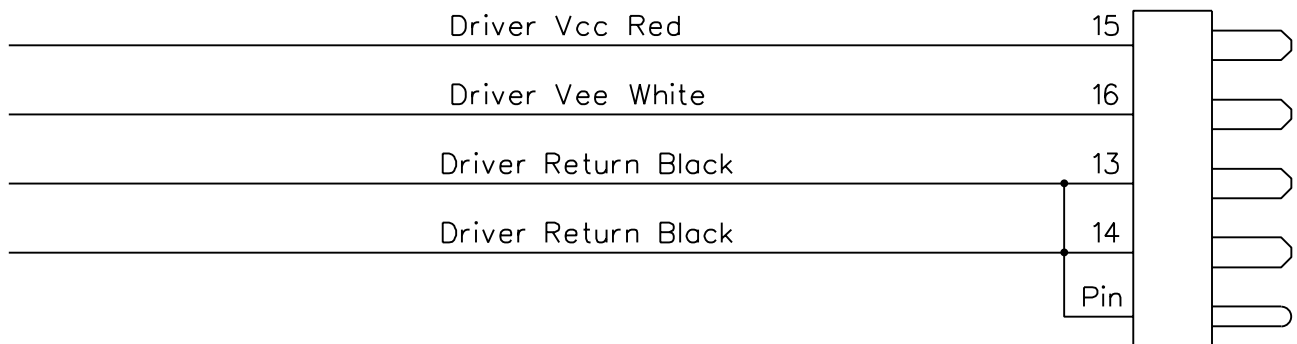 Driver Vcc Red 15
Driver Vee White 16
Driver Return Black 13
Driver Return Black 14
Pin